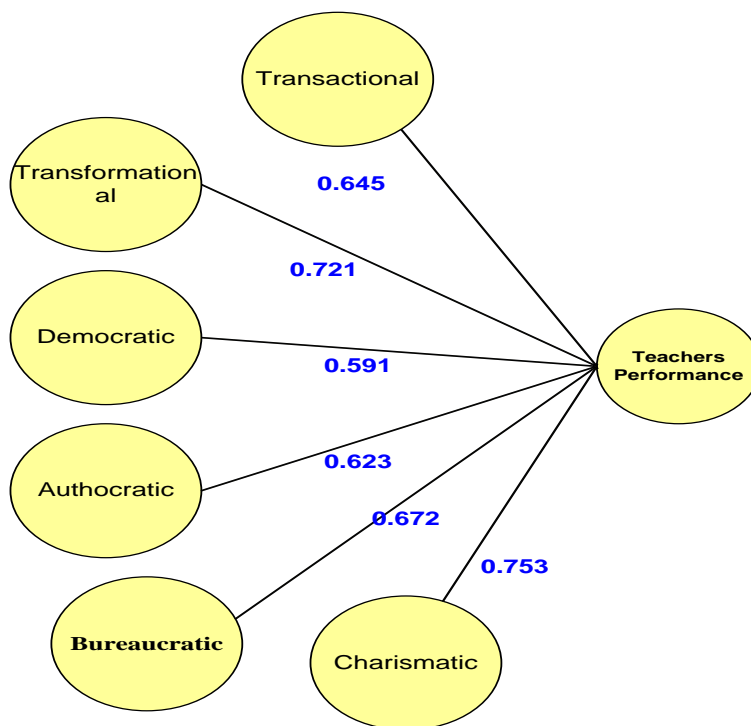 Transactional
Transformation
al
0.645
0.721
Democratic
0.591
Teachers
Performance
Authocratic
0.623
0.672
0.753
Bureaucratic
Charismatic